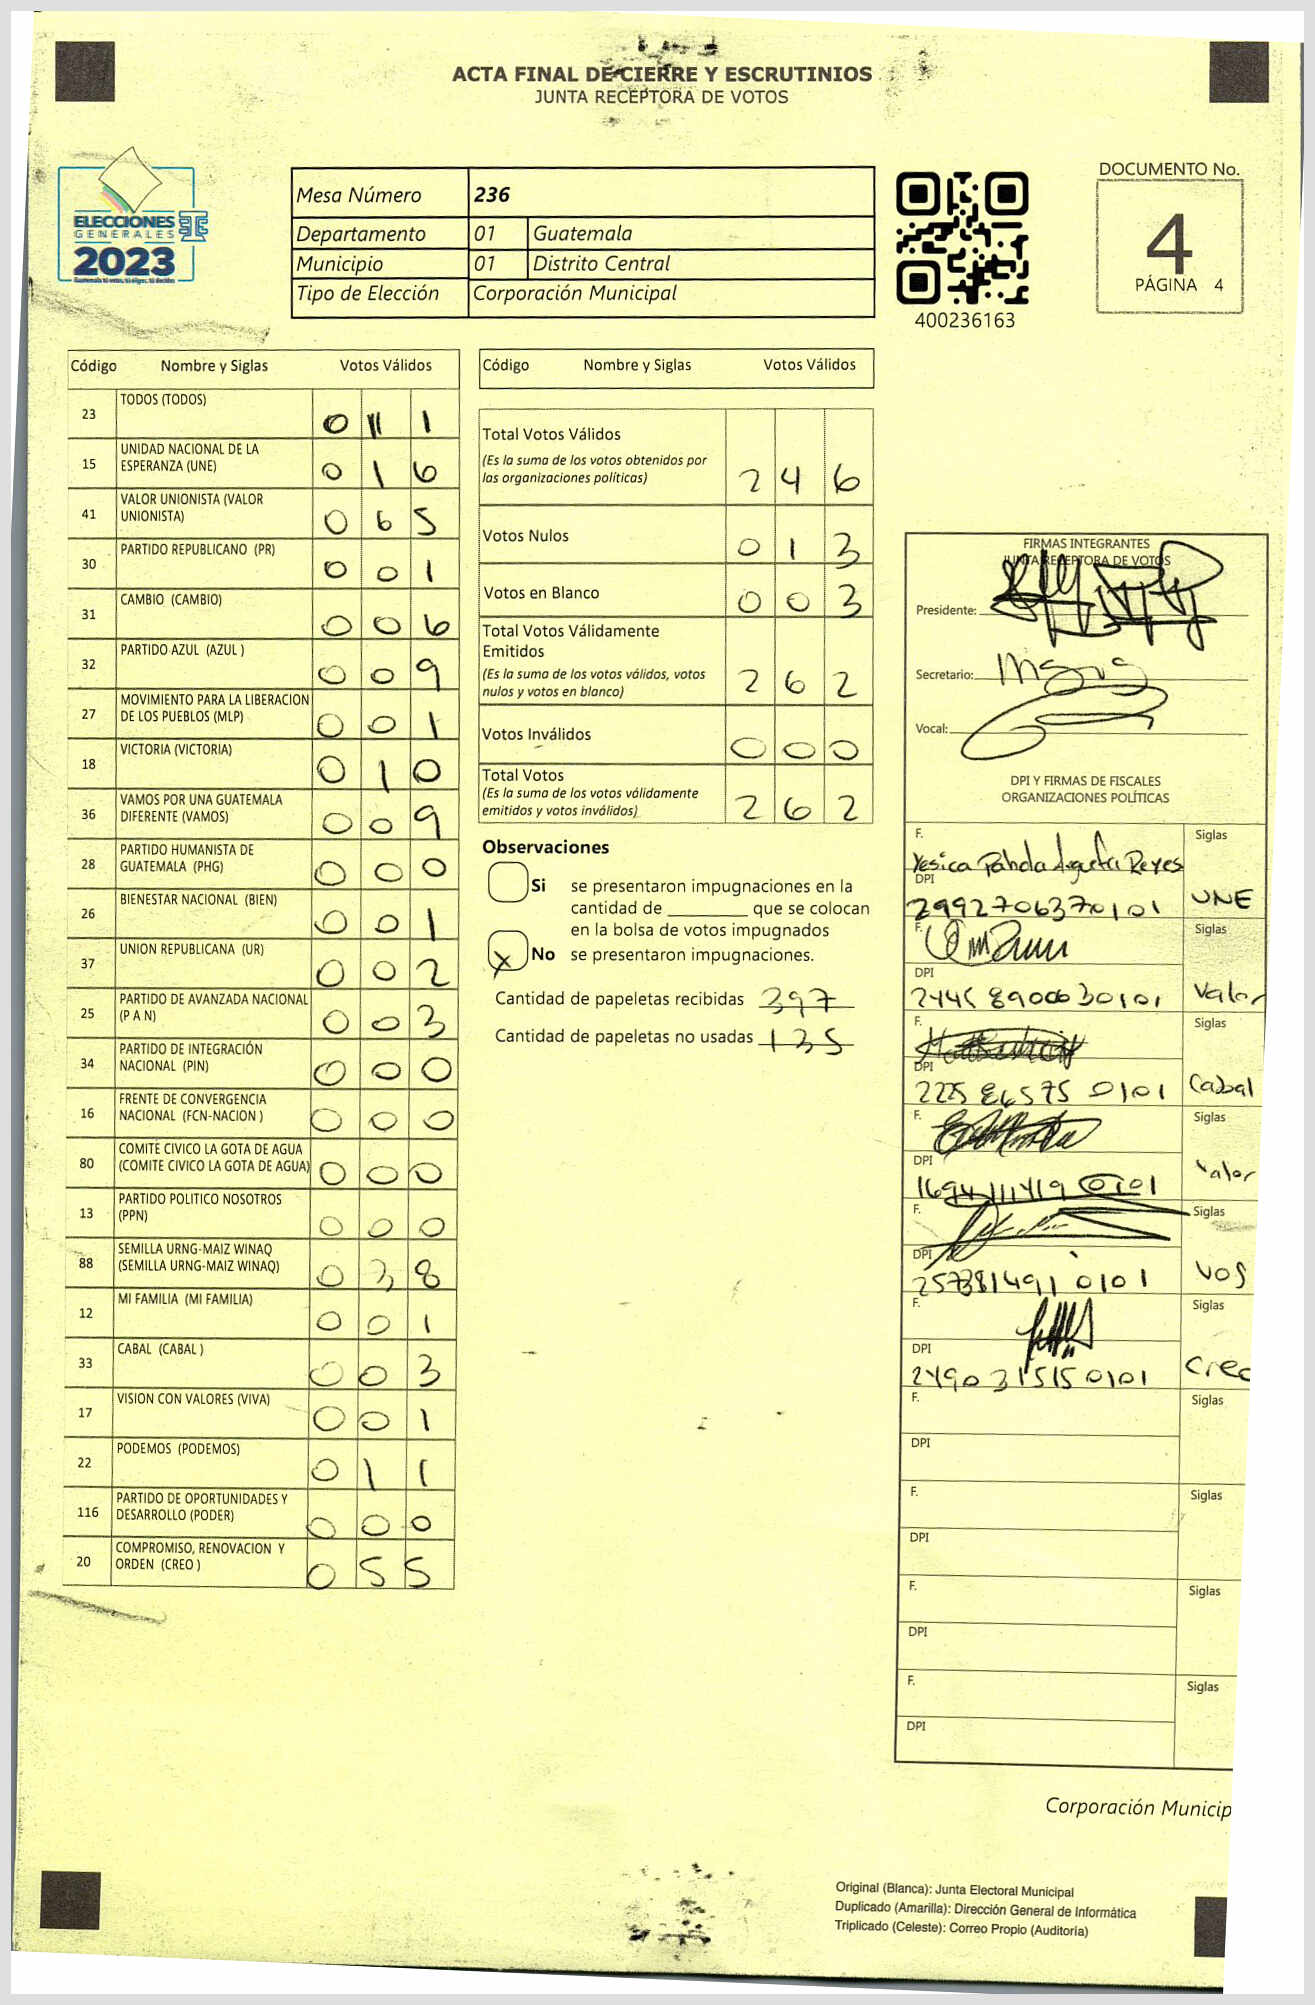 ACTA FINAL DE CIERRE Y ESCRUTINIOS
JUNTA RECEPTORA DE VOTOS
ELECCIONES
GENERALES
2023
Mesa Número 236
Departamento 01 Guatemala
Municipio 01 Distrito Central
Tipo de Elección Corporación Municipal
400236163
DOCUMENTO No.
4
PÁGINA 4
Código Nombre y Siglas Votos Válidos
23 TODOS (TODOS) 0 1 1
15 UNIDAD NACIONAL DE LA ESPERANZA (UNE) 0 1 6
41 VALOR UNIONISTA (VALOR UNIONISTA) 0 6 5
30 PARTIDO REPUBLICANO (PR) 0 0 1
31 CAMBIO (CAMBIO) 0 0 6
32 PARTIDO AZUL (AZUL ) 0 0 9
27 MOVIMIENTO PARA LA LIBERACION DE LOS PUEBLOS (MLP) 0 0 1
18 VICTORIA (VICTORIA) 0 1 0
36 VAMOS POR UNA GUATEMALA DIFERENTE (VAMOS) 0 0 9
28 PARTIDO HUMANISTA DE GUATEMALA (PHG) 0 0 0
26 BIENESTAR NACIONAL (BIEN) 0 0 1
37 UNION REPUBLICANA (UR) 0 0 2
25 PARTIDO DE AVANZADA NACIONAL (P A N) 0 0 3
34 PARTIDO DE INTEGRACIÓN NACIONAL (PIN) 0 0 0
16 FRENTE DE CONVERGENCIA NACIONAL (FCN-NACION ) 0 0 0
80 COMITE CIVICO LA GOTA DE AGUA (COMITE CIVICO LA GOTA DE AGUA) 0 0 0
13 PARTIDO POLITICO NOSOTROS (PPN) 0 0 0
88 SEMILLA URNG-MAIZ WINAQ (SEMILLA URNG-MAIZ WINAQ) 0 3 8
12 MI FAMILIA (MI FAMILIA) 0 0 1
33 CABAL (CABAL ) 0 0 3
17 VISION CON VALORES (VIVA) 0 0 1
22 PODEMOS (PODEMOS) 0 1 1
116 PARTIDO DE OPORTUNIDADES Y DESARROLLO (PODER) 0 0 0
20 COMPROMISO, RENOVACION Y ORDEN (CREO ) 0 5 5
Código Nombre y Siglas Votos Válidos
Total Votos Válidos
(Es la suma de los votos obtenidos por
las organizaciones políticas) 2 4 6
Votos Nulos 0 1 3
Votos en Blanco 0 0 3
Total Votos Válidamente
Emitidos
(Es la suma de los votos válidos, votos
nulos y votos en blanco) 2 6 2
Votos Inválidos 0 0 0
Total Votos
(Es la suma de los votos válidamente
emitidos y votos inválidos) 2 6 2
Observaciones
Si se presentaron impugnaciones en la
cantidad de ________ que se colocan
en la bolsa de votos impugnados
X No se presentaron impugnaciones.
Cantidad de papeletas recibidas 397
Cantidad de papeletas no usadas 135
FIRMAS INTEGRANTES
JUNTA RECEPTORA DE VOTOS
Presidente:
Secretario:
Vocal:
DPI Y FIRMAS DE FISCALES
ORGANIZACIONES POLÍTICAS
F. Siglas
Yesica Paola Argueta Reyes
DPI
2992706370101 UNE
F. Siglas
DPI
0101 Valor
F. Siglas
DPI
0101 Cabal
F. Siglas
DPI
Valor
F. Siglas
DPI
2573814910101 VOS
F. Siglas
DPI
2490315150101 Creo
F. Siglas
DPI
F. Siglas
DPI
F. Siglas
DPI
F. Siglas
DPI
Corporación Municip
Original (Blanca): Junta Electoral Municipal
Duplicado (Amarilla): Dirección General de Informática
Triplicado (Celeste): Correo Propio (Auditoría)